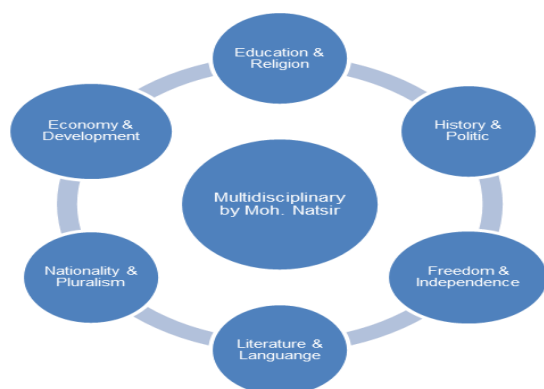 Education &
Religion
History &
Politic
Freedom &
Independence
Literature &
Languange
Nationality &
Pluralism
Economy &
Development
Multidisciplinary
by Moh. Natsir